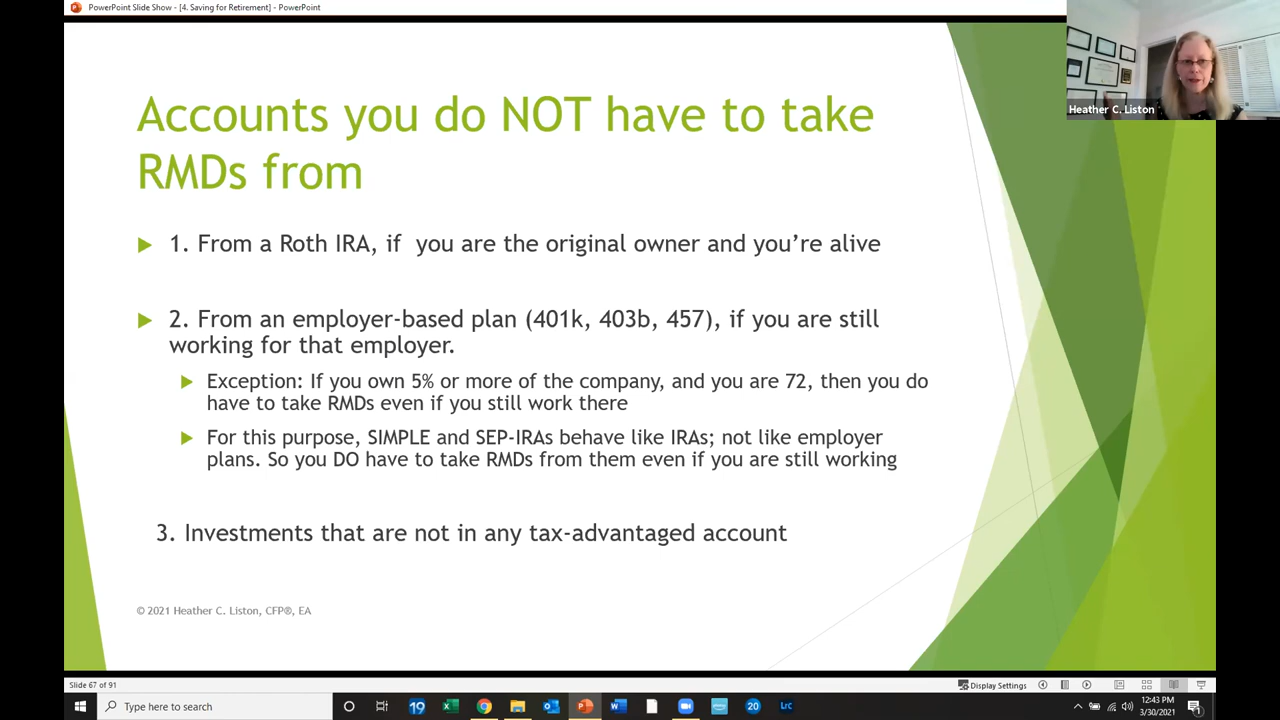 PowerPoint Slide Show - [4. Saving for Retirement] - PowerPoint
Heather C. Liston
Accounts you do NOT have to take
RMDs from
1. From a Roth IRA, if  you are the original owner and you’re alive
2. From an employer-based plan (401k, 403b, 457), if you are still
working for that employer.
Exception: If you own 5% or more of the company, and you are 72, then you do
have to take RMDs even if you still work there
For this purpose, SIMPLE and SEP-IRAs behave like IRAs; not like employer
plans. So you DO have to take RMDs from them even if you are still working
3. Investments that are not in any tax-advantaged account
© 2021 Heather C. Liston, CFP®, EA
Slide 67 of 91
Display Settings
Type here to search
19
20
LrC
12:43 PM
3/30/2021
1